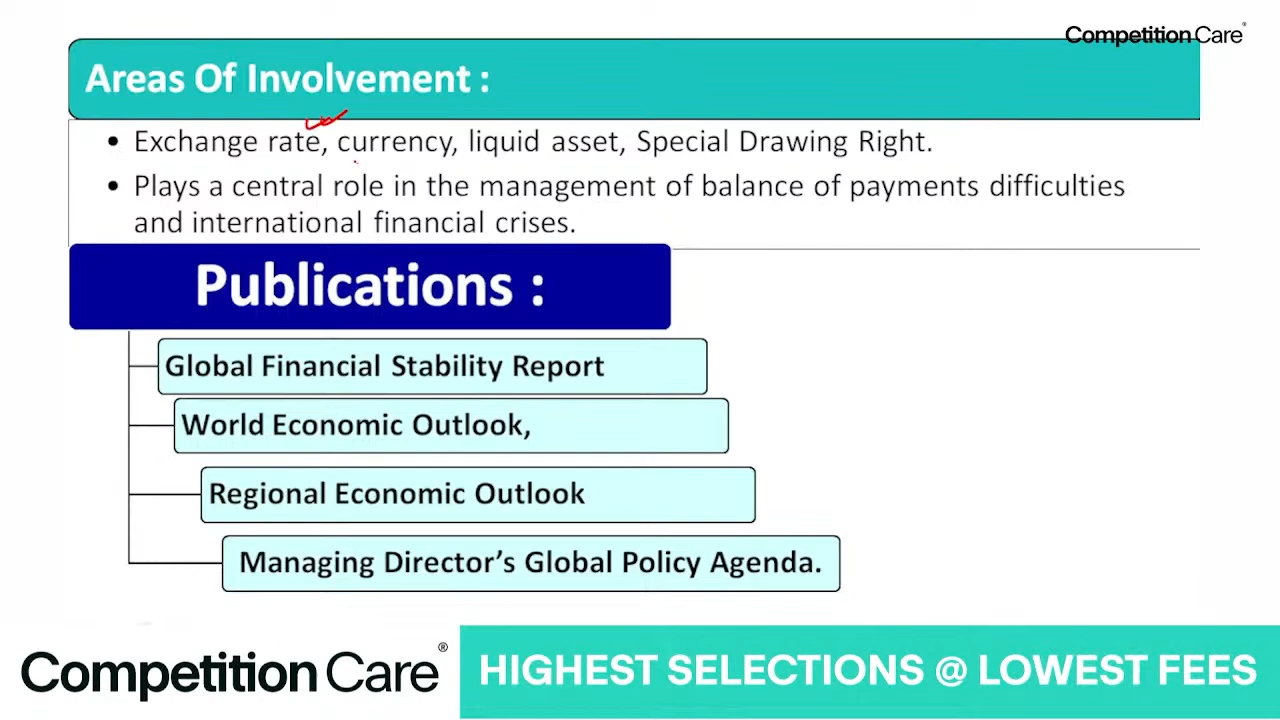 Competition Care®
Areas Of Involvement :
• Exchange rate, currency, liquid asset, Special Drawing Right.
• Plays a central role in the management of balance of payments difficulties
and international financial crises.
Publications :
Global Financial Stability Report
World Economic Outlook,
Regional Economic Outlook
Managing Director’s Global Policy Agenda.
Competition Care®
HIGHEST SELECTIONS @ LOWEST FEES